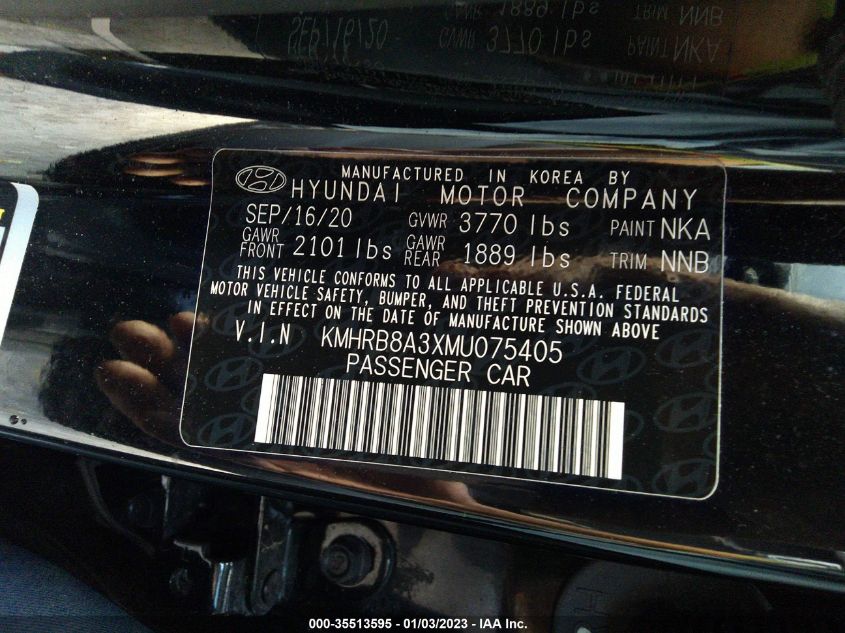 MANUFACTURED IN KOREA BY
HYUNDAI MOTOR COMPANY
SEP/16/20 GVWR 3770 lbs PAINT NKA
GAWR FRONT 2101 lbs GAWR REAR 1889 lbs TRIM NNB
THIS VEHICLE CONFORMS TO ALL APPLICABLE U.S.A. FEDERAL
MOTOR VEHICLE SAFETY, BUMPER, AND THEFT PREVENTION STANDARDS
IN EFFECT ON THE DATE OF MANUFACTURE SHOWN ABOVE
V.I.N KMHRB8A3XMU075405
PASSENGER CAR
000-35513595 - 01/03/2023 - IAA Inc.